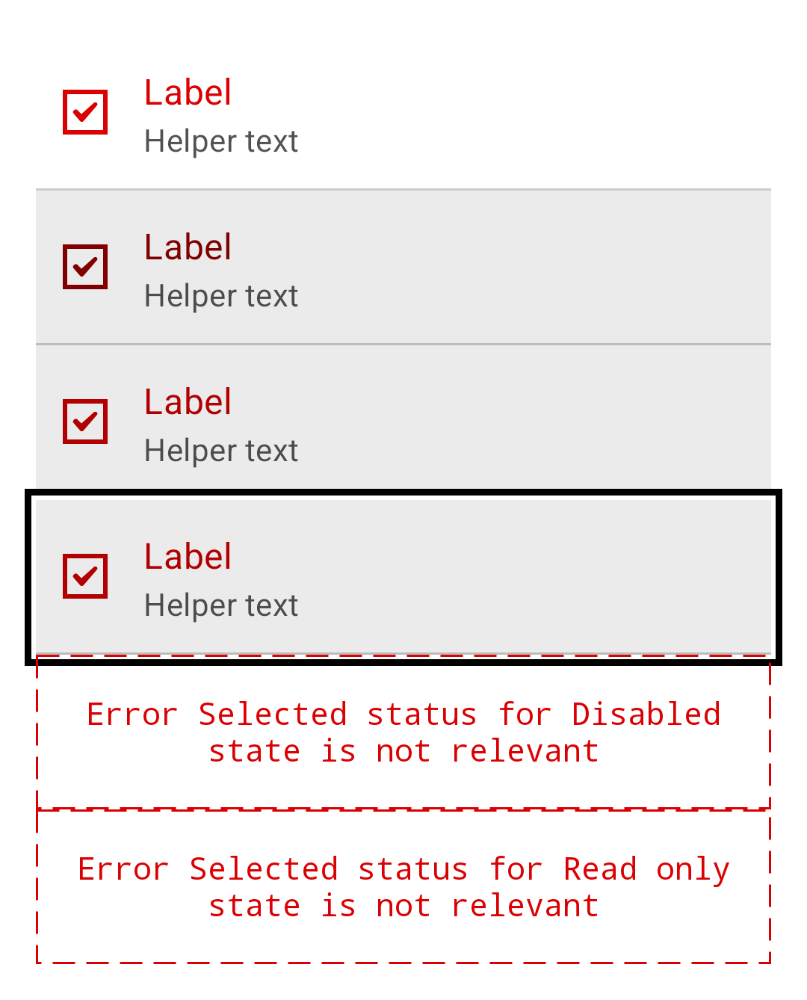 Label
Helper text
Label
Helper text
Label
Helper text
Label
Helper text
Error Selected status for Disabled
state is not relevant
Error Selected status for Read only
state is not relevant